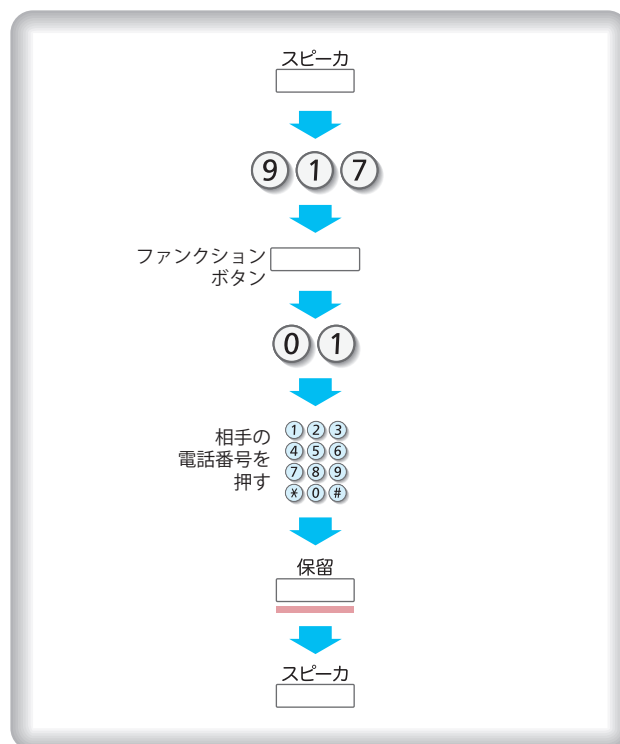 スピーカ
9 1 7
ファンクション
ボタン
0 1
相手の
電話番号を
押す
1 2 3
4 5 6
7 8 9
* 0 #
保留
スピーカ